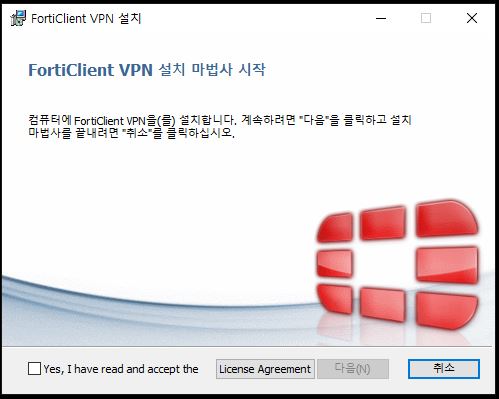 FortiClient VPN 설치
FortiClient VPN 설치 마법사 시작
컴퓨터에 FortiClient VPN을(를) 설치합니다. 계속하려면 "다음"을 클릭하고 설치
마법사를 끝내려면 "취소"를 클릭하십시오.
Yes, I have read and accept the
License Agreement
다음(N)
취소